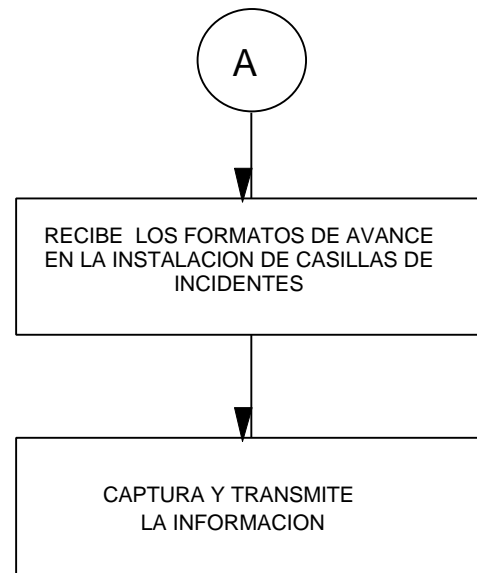 A
RECIBE LOS FORMATOS DE AVANCE
EN LA INSTALACION DE CASILLAS DE
INCIDENTES
CAPTURA Y TRANSMITE
LA INFORMACION